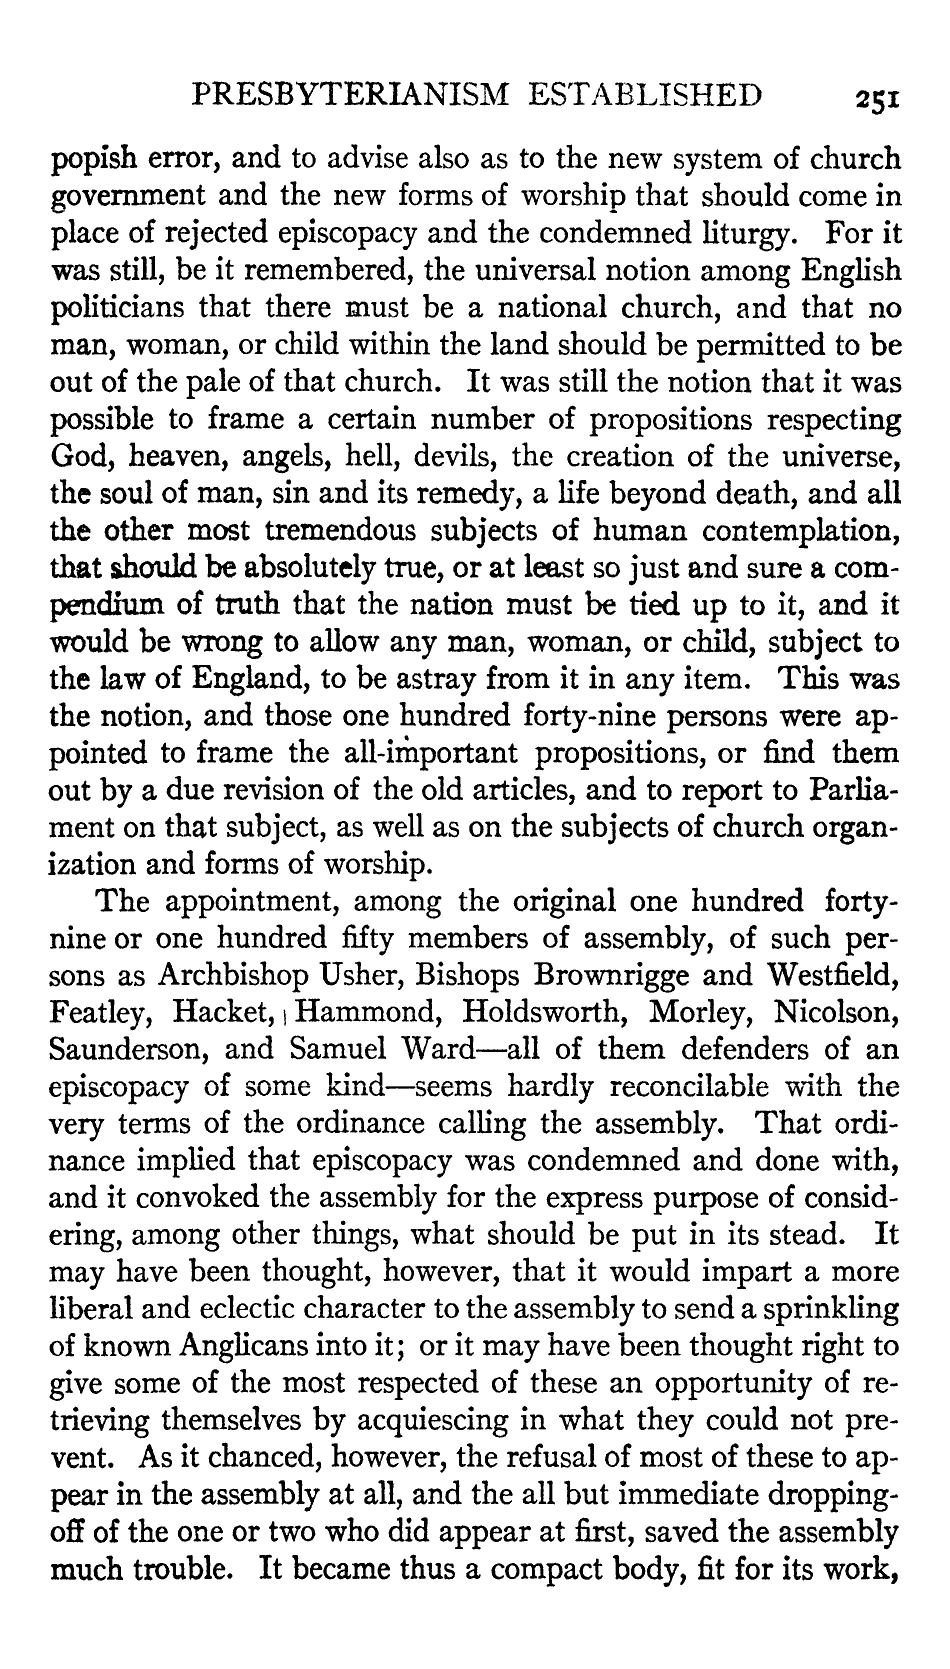 PRESBYTERIANISM ESTABLISHED 251
popish error, and to advise also as to the new system of church
government and the new forms of worship that should come in
place of rejected episcopacy and the condemned liturgy. For it
was still, be it remembered, the universal notion among English
politicians that there must be a national church, and that no
man, woman, or child within the land should be permitted to be
out of the pale of that church. It was still the notion that it was
possible to frame a certain number of propositions respecting
God, heaven, angels, hell, devils, the creation of the universe,
the soul of man, sin and its remedy, a life beyond death, and all
the other most tremendous subjects of human contemplation,
that should be absolutely true, or at least so just and sure a com-
pendium of truth that the nation must be tied up to it, and it
would be wrong to allow any man, woman, or child, subject to
the law of England, to be astray from it in any item. This was
the notion, and those one hundred forty-nine persons were ap-
pointed to frame the all-important propositions, or find them
out by a due revision of the old articles, and to report to Parlia-
ment on that subject, as well as on the subjects of church organ-
ization and forms of worship.
The appointment, among the original one hundred forty-
nine or one hundred fifty members of assembly, of such per-
sons as Archbishop Usher, Bishops Brownrigge and Westfield,
Featley, Hacket, Hammond, Holdsworth, Morley, Nicolson,
Saunderson, and Samuel Ward—all of them defenders of an
episcopacy of some kind—seems hardly reconcilable with the
very terms of the ordinance calling the assembly. That ordi-
nance implied that episcopacy was condemned and done with,
and it convoked the assembly for the express purpose of consid-
ering, among other things, what should be put in its stead. It
may have been thought, however, that it would impart a more
liberal and eclectic character to the assembly to send a sprinkling
of known Anglicans into it; or it may have been thought right to
give some of the most respected of these an opportunity of re-
trieving themselves by acquiescing in what they could not pre-
vent. As it chanced, however, the refusal of most of these to ap-
pear in the assembly at all, and the all but immediate dropping-
off of the one or two who did appear at first, saved the assembly
much trouble. It became thus a compact body, fit for its work,